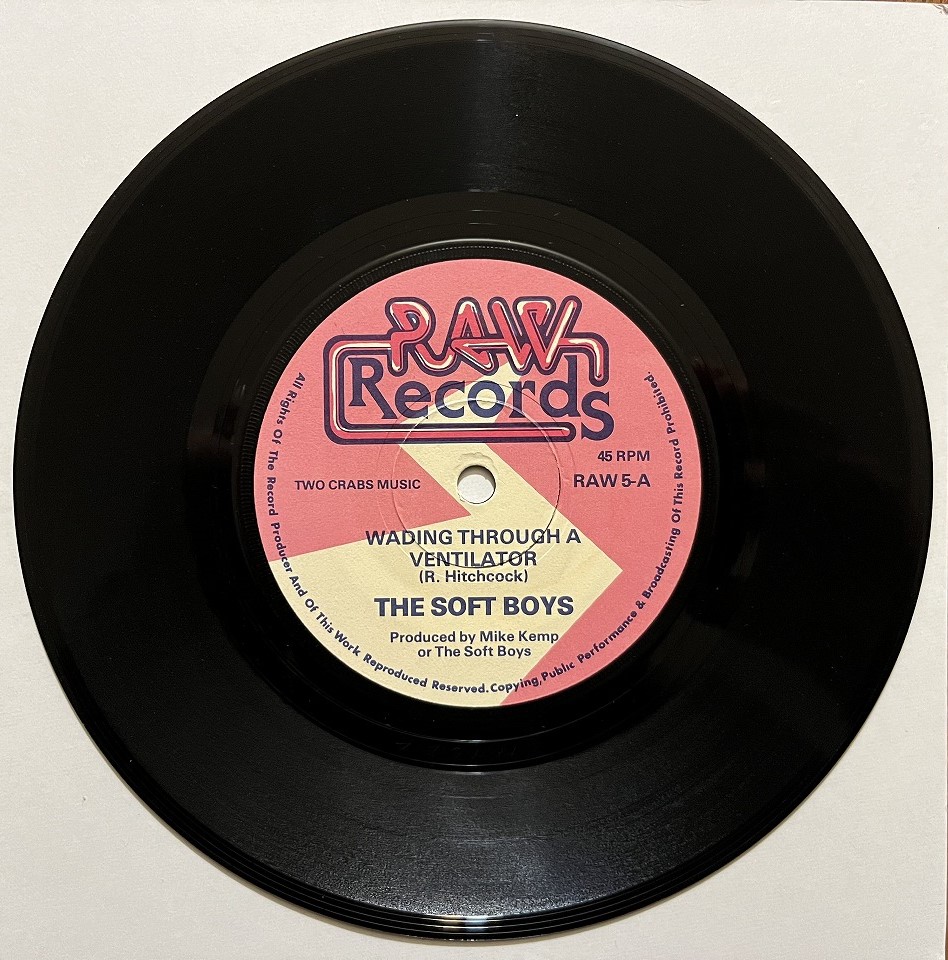 RAW
Records
45 RPM
TWO CRABS MUSIC
RAW 5-A
WADING THROUGH A
VENTILATOR
(R. Hitchcock)
THE SOFT BOYS
Produced by Mike Kemp
or The Soft Boys
All Rights Of The Record Producer And Of This Work Reproduced Reserved. Copying, Public Performance & Broadcasting Of This Record Prohibited.